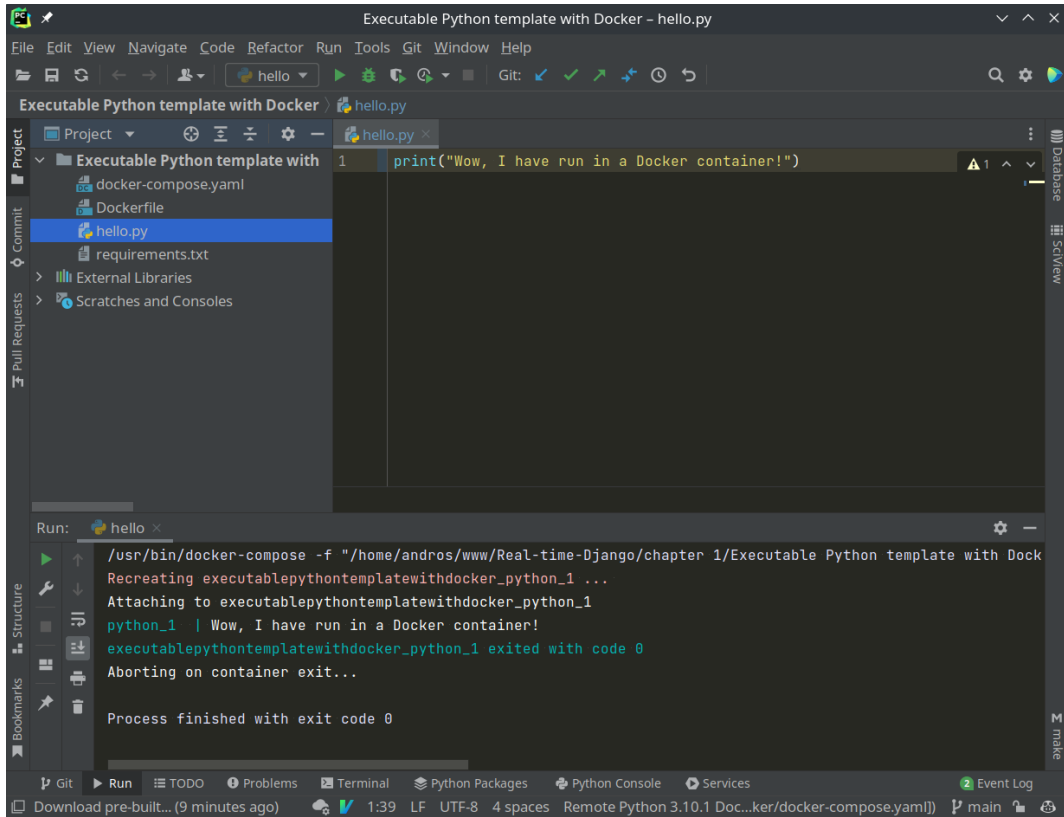 PC
Executable Python template with Docker – hello.py
File Edit View Navigate Code Refactor Run Tools Git Window Help
hello
Git:
Executable Python template with Docker 〉 hello.py
Project
Commit
Pull Requests
Structure
Bookmarks
Project
Executable Python template with
docker-compose.yaml
Dockerfile
hello.py
requirements.txt
External Libraries
Scratches and Consoles
hello.py
1 print("Wow, I have run in a Docker container!")
1
Database
SciView
make
Run: hello
/usr/bin/docker-compose -f "/home/andros/www/Real-time-Django/chapter 1/Executable Python template with Dock
Recreating executablepythontemplatewithdocker_python_1 ...
Attaching to executablepythontemplatewithdocker_python_1
python_1 | Wow, I have run in a Docker container!
executablepythontemplatewithdocker_python_1 exited with code 0
Aborting on container exit...
Process finished with exit code 0
Git Run TODO Problems Terminal Python Packages Python Console Services 2 Event Log
Download pre-built... (9 minutes ago) 1:39 LF UTF-8 4 spaces Remote Python 3.10.1 Doc...ker/docker-compose.yaml]) main